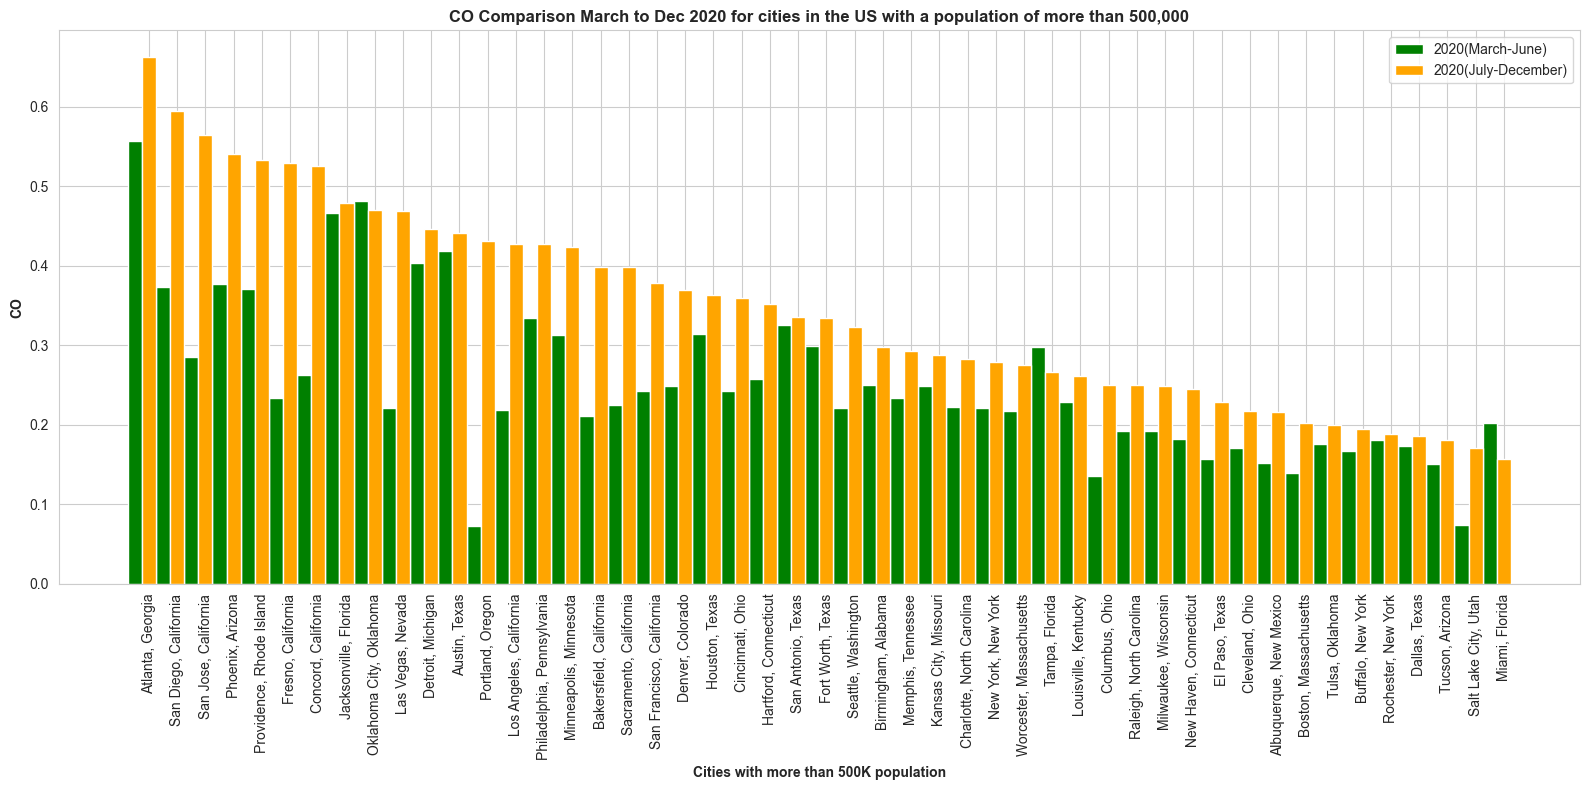 CO Comparison March to Dec 2020 for cities in the US with a population of more than 500,000
2020(March-June)
2020(July-December)
CO
0.6
0.5
0.4
0.3
0.2
0.1
0.0
Atlanta, Georgia
San Diego, California
San Jose, California
Phoenix, Arizona
Providence, Rhode Island
Fresno, California
Concord, California
Jacksonville, Florida
Oklahoma City, Oklahoma
Las Vegas, Nevada
Detroit, Michigan
Austin, Texas
Portland, Oregon
Los Angeles, California
Philadelphia, Pennsylvania
Minneapolis, Minnesota
Bakersfield, California
Sacramento, California
San Francisco, California
Denver, Colorado
Houston, Texas
Cincinnati, Ohio
Hartford, Connecticut
San Antonio, Texas
Fort Worth, Texas
Seattle, Washington
Birmingham, Alabama
Memphis, Tennessee
Kansas City, Missouri
Charlotte, North Carolina
New York, New York
Worcester, Massachusetts
Tampa, Florida
Louisville, Kentucky
Columbus, Ohio
Raleigh, North Carolina
Milwaukee, Wisconsin
New Haven, Connecticut
El Paso, Texas
Cleveland, Ohio
Albuquerque, New Mexico
Boston, Massachusetts
Tulsa, Oklahoma
Buffalo, New York
Rochester, New York
Dallas, Texas
Tucson, Arizona
Salt Lake City, Utah
Miami, Florida
Cities with more than 500K population